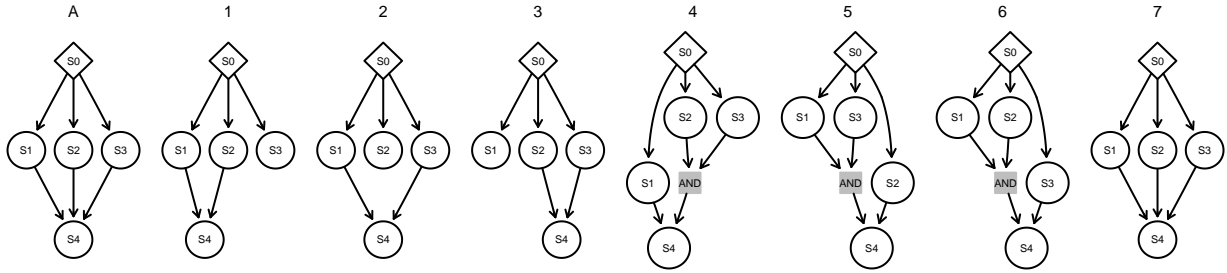 A 1 2 3 4 5 6 7
S0 S1 S2 S3 S4
S0 S1 S2 S3 S4
S0 S1 S2 S3 S4
S0 S1 S2 S3 S4
S0 S2 S3 S1 AND S4
S0 S1 S3 AND S2 S4
S0 S1 S2 AND S3 S4
S0 S1 S2 S3 S4